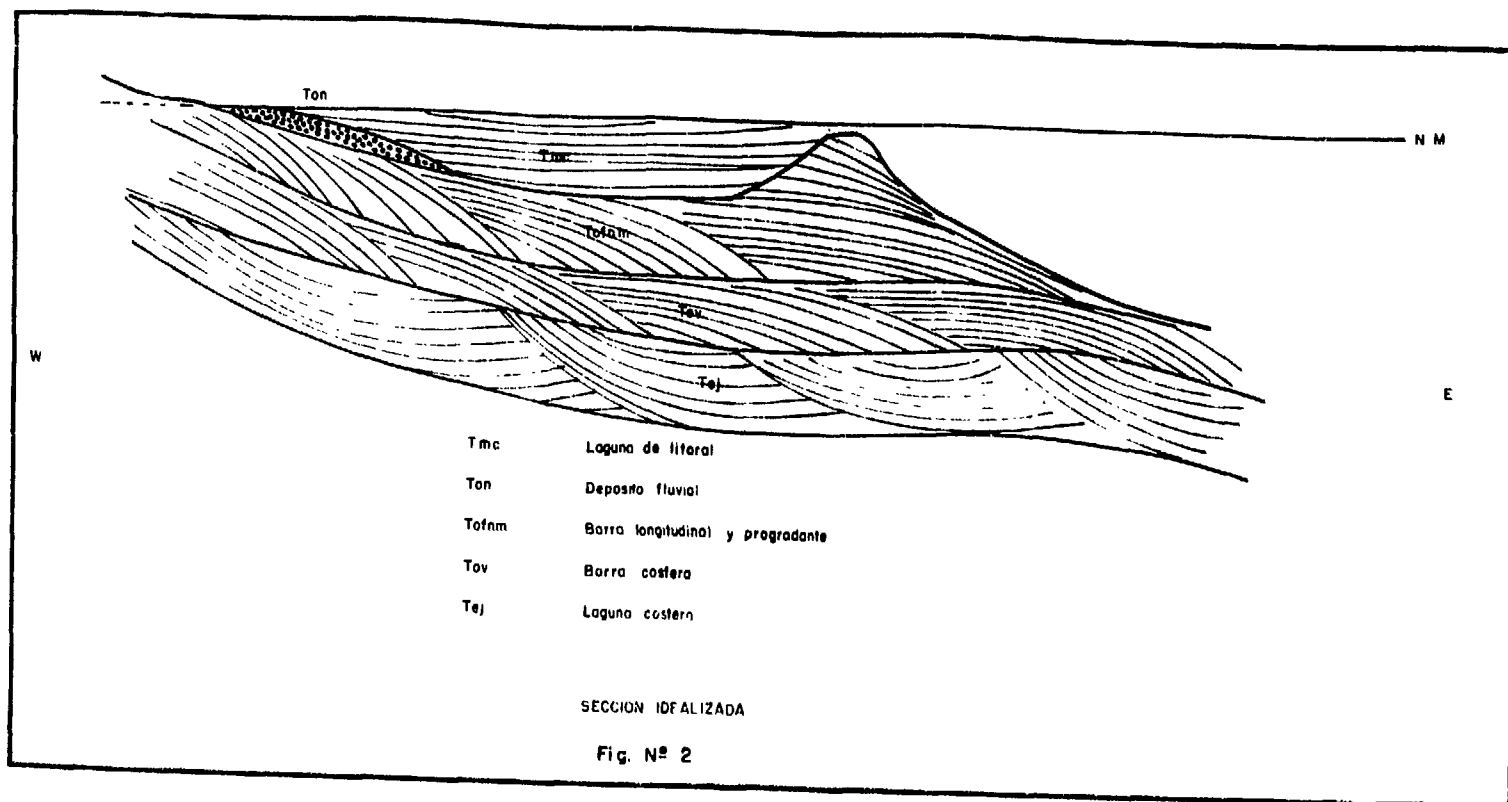 Ton
N M
Tmc
Tofnm
Tov
W
Tej
E
Tmc Laguna de litoral
Ton Deposito fluvial
Tofnm Barra longitudinal y progradante
Tov Barra costera
Tej Laguna costera
SECCION IDEALIZADA
Fig. Nº 2